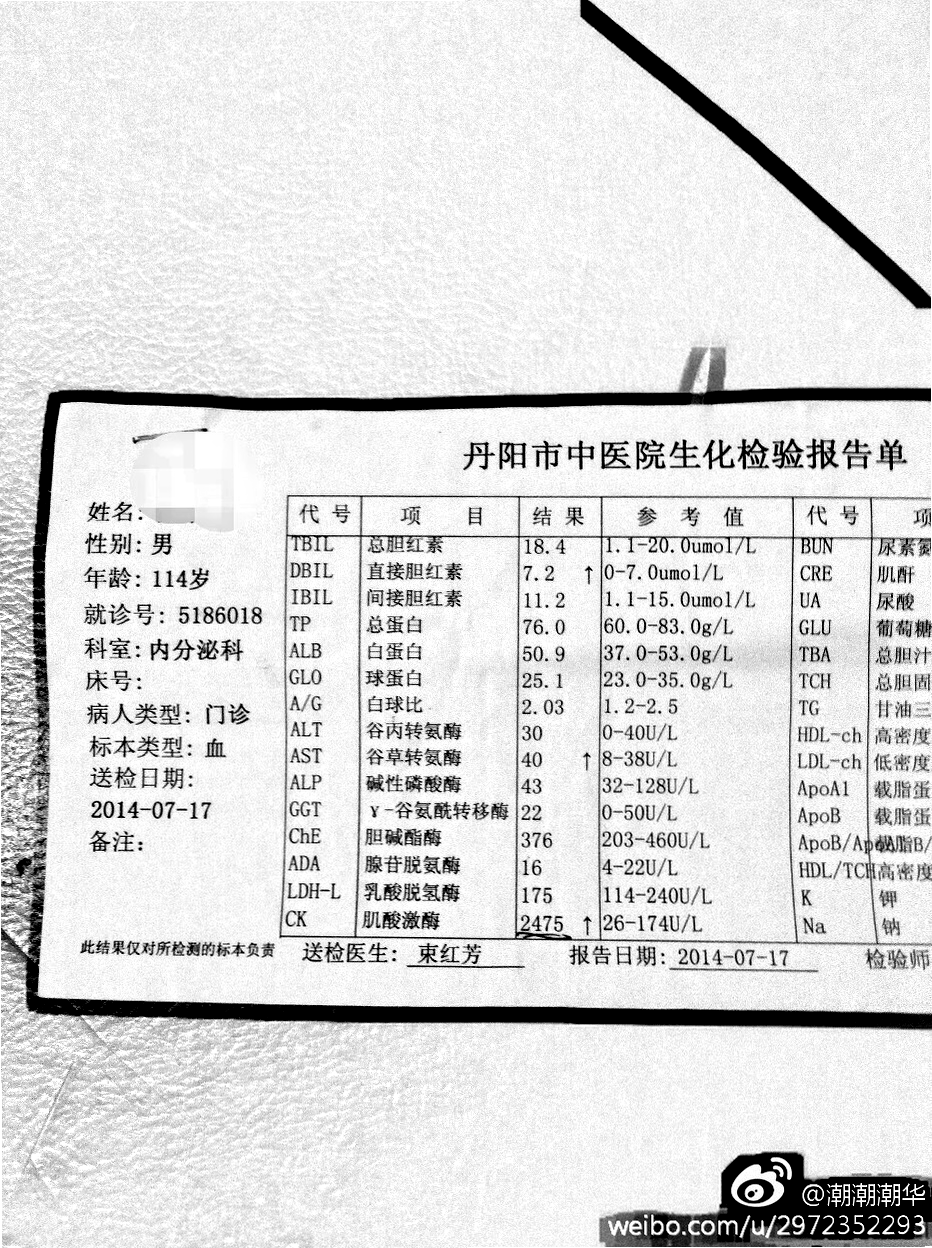 丹阳市中医院生化检验报告单
姓名:
性别: 男
年龄: 114岁
就诊号: 5186018
科室: 内分泌科
床号:
病人类型: 门诊
标本类型: 血
送检日期:
2014-07-17
备注:
代 号 项 目 结 果 参 考 值 代 号 项
TBIL 总胆红素 18.4 1.1-20.0umol/L BUN 尿素氮
DBIL 直接胆红素 7.2 ↑ 0-7.0umol/L CRE 肌酐
IBIL 间接胆红素 11.2 1.1-15.0umol/L UA 尿酸
TP 总蛋白 76.0 60.0-83.0g/L GLU 葡萄糖
ALB 白蛋白 50.9 37.0-53.0g/L TBA 总胆汁
GLO 球蛋白 25.1 23.0-35.0g/L TCH 总胆固
A/G 白球比 2.03 1.2-2.5 TG 甘油三
ALT 谷丙转氨酶 30 0-40U/L HDL-ch 高密度
AST 谷草转氨酶 40 ↑ 8-38U/L LDL-ch 低密度
ALP 碱性磷酸酶 43 32-128U/L ApoA1 载脂蛋
GGT γ-谷氨酰转移酶 22 0-50U/L ApoB 载脂蛋
ChE 胆碱酯酶 376 203-460U/L ApoB/ApoA1 B/
ADA 腺苷脱氨酶 16 4-22U/L HDL/TCH 高密度
LDH-L 乳酸脱氢酶 175 114-240U/L K 钾
CK 肌酸激酶 2475 ↑ 26-174U/L Na 钠
此结果仅对所检测的标本负责 送检医生: 束红芳 报告日期: 2014-07-17 检验师
@潮潮潮华
weibo.com/u/2972352293